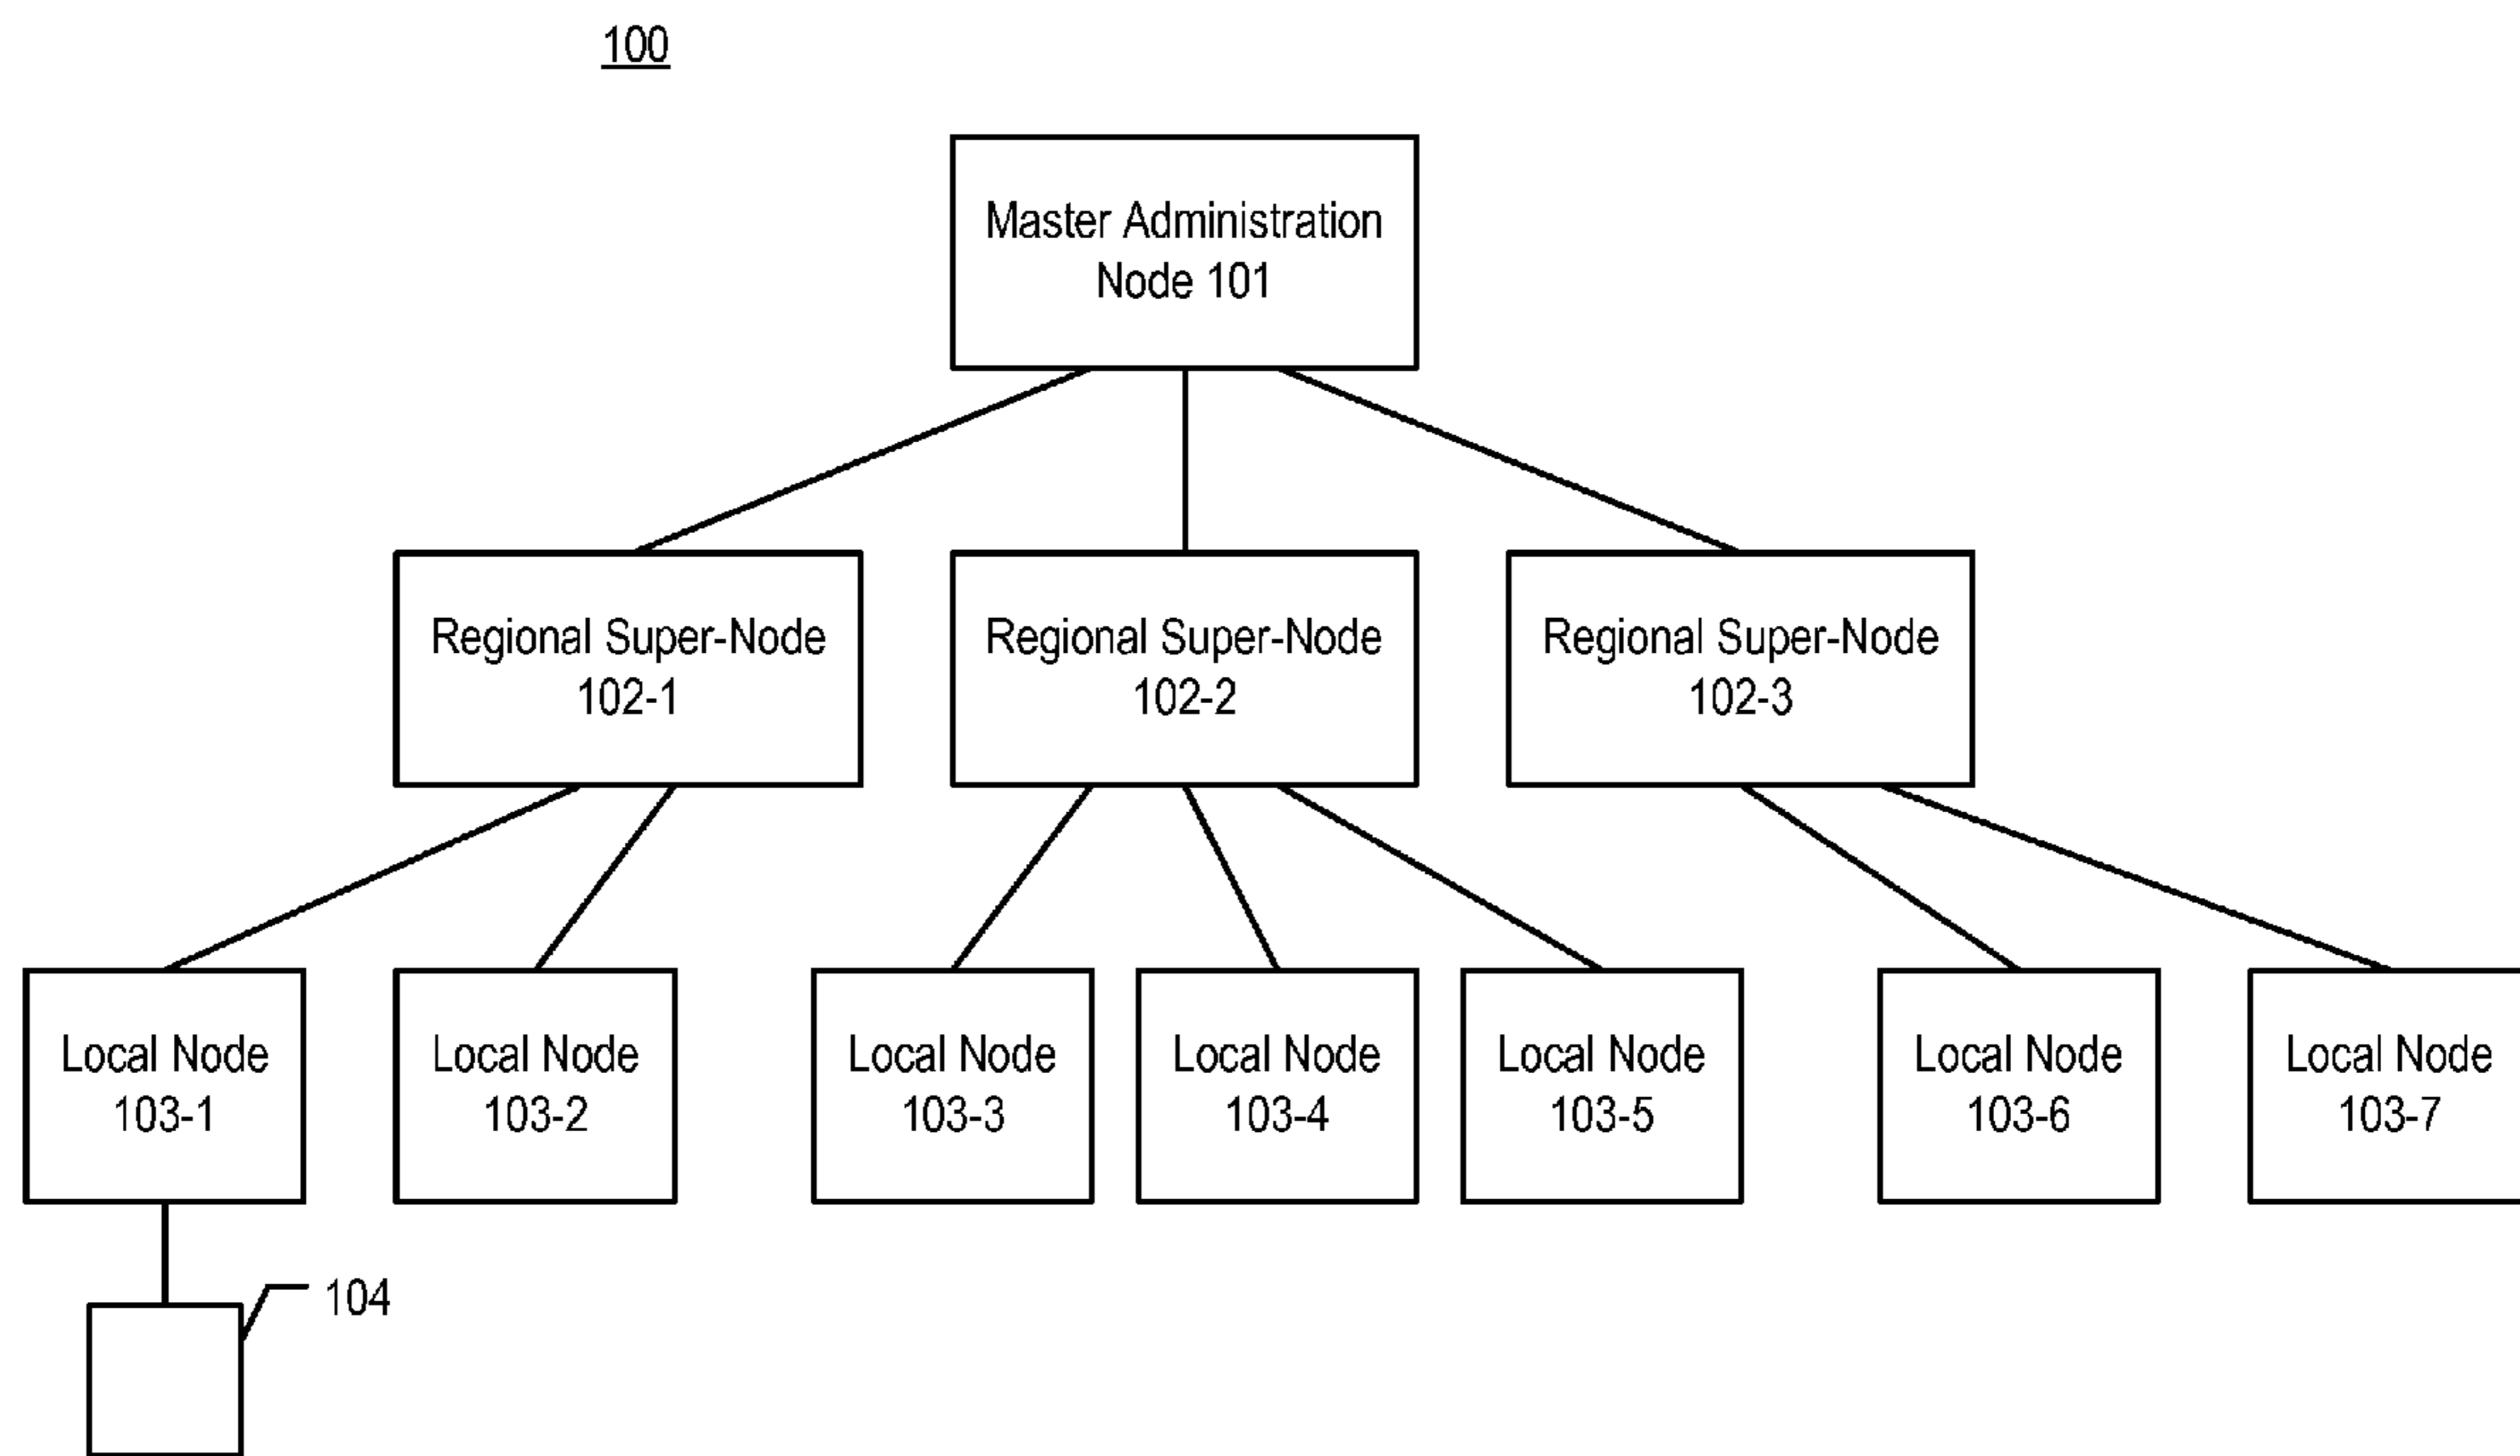 100
Master Administration
Node 101
Regional Super-Node
102-1
Regional Super-Node
102-2
Regional Super-Node
102-3
Local Node
103-1
Local Node
103-2
Local Node
103-3
Local Node
103-4
Local Node
103-5
Local Node
103-6
Local Node
103-7
104